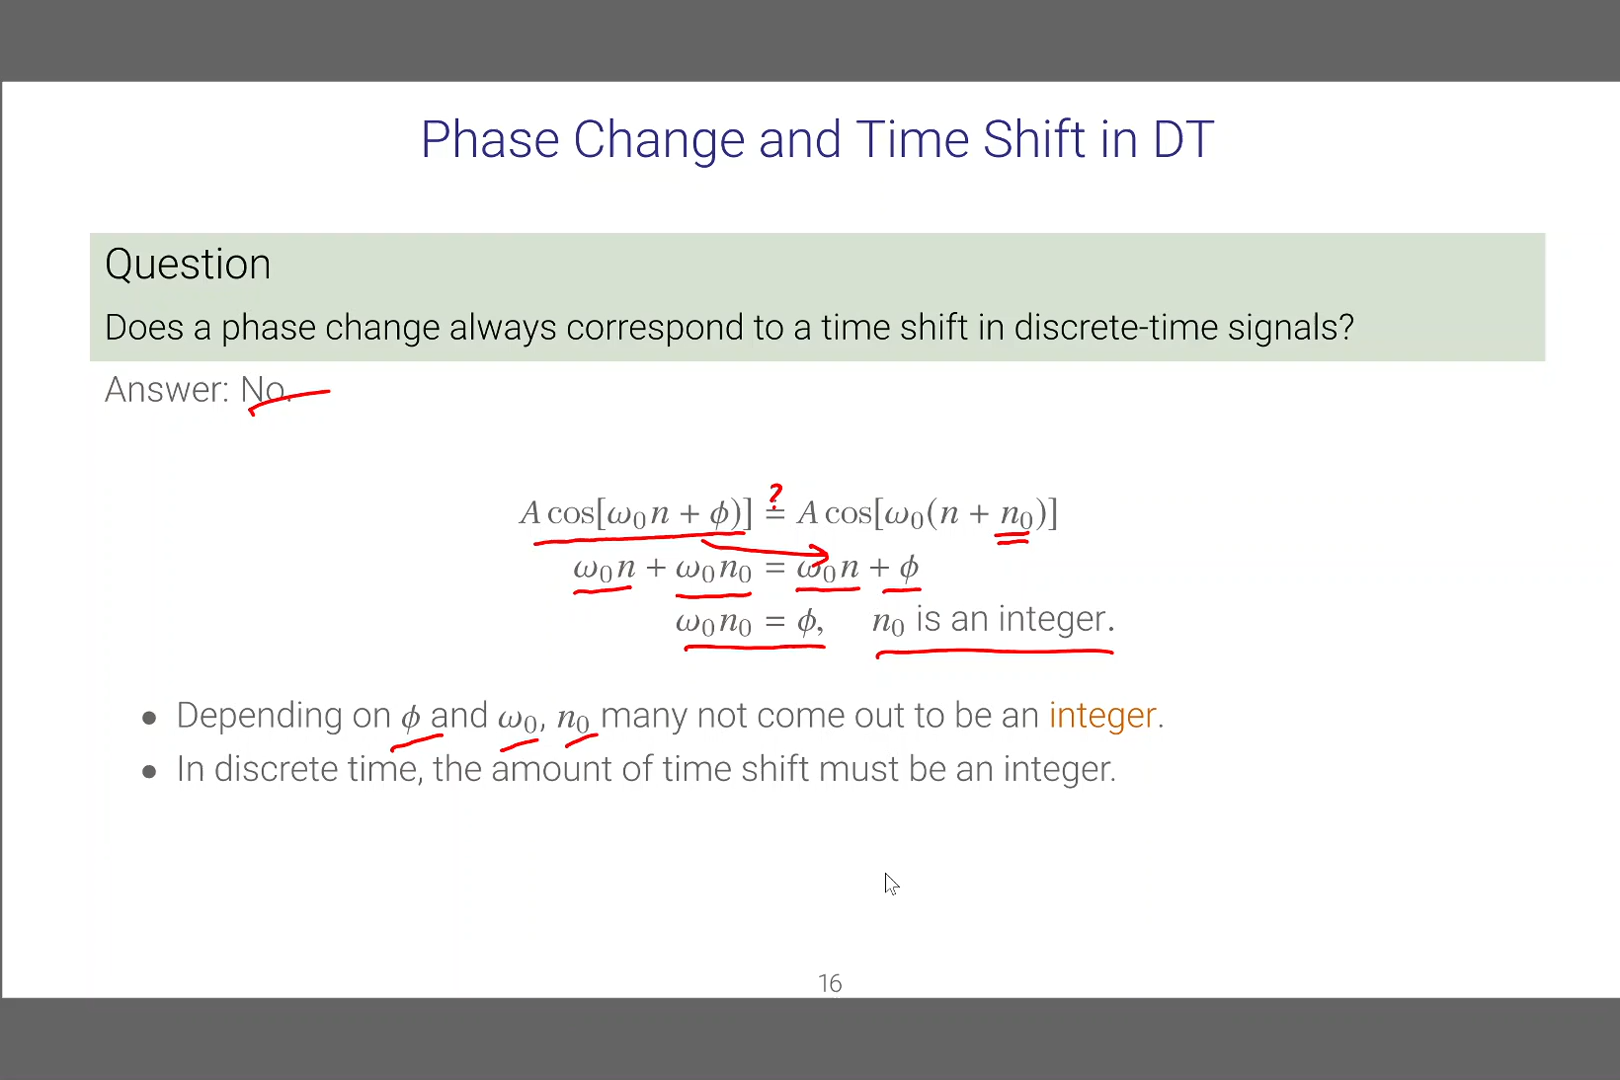 Phase Change and Time Shift in DT
Question
Does a phase change always correspond to a time shift in discrete-time signals?
Answer: No.
?
A cos[ω₀n + ϕ)] = A cos[ω₀(n + n₀)]
ω₀n + ω₀n₀ = ω₀n + ϕ
ω₀n₀ = ϕ, n₀ is an integer.
● Depending on ϕ and ω₀, n₀ many not come out to be an integer.
● In discrete time, the amount of time shift must be an integer.
16